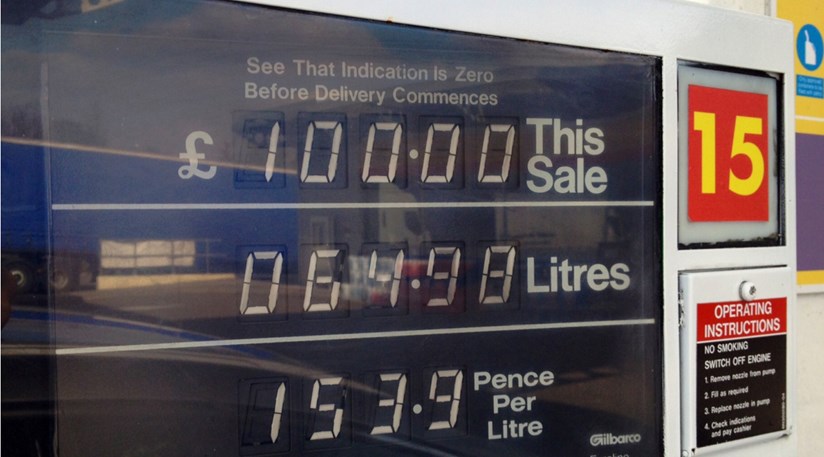 See That Indication Is Zero
Before Delivery Commences
£ 100.00 This
Sale
064.98 Litres
153.9 Pence
Per
Litre
Gilbarco
15
OPERATING
INSTRUCTIONS
NO SMOKING
SWITCH OFF ENGINE
1. Remove nozzle from pump
2. Fill as required
3. Replace nozzle in pump
4. Check indications
and pay cashier